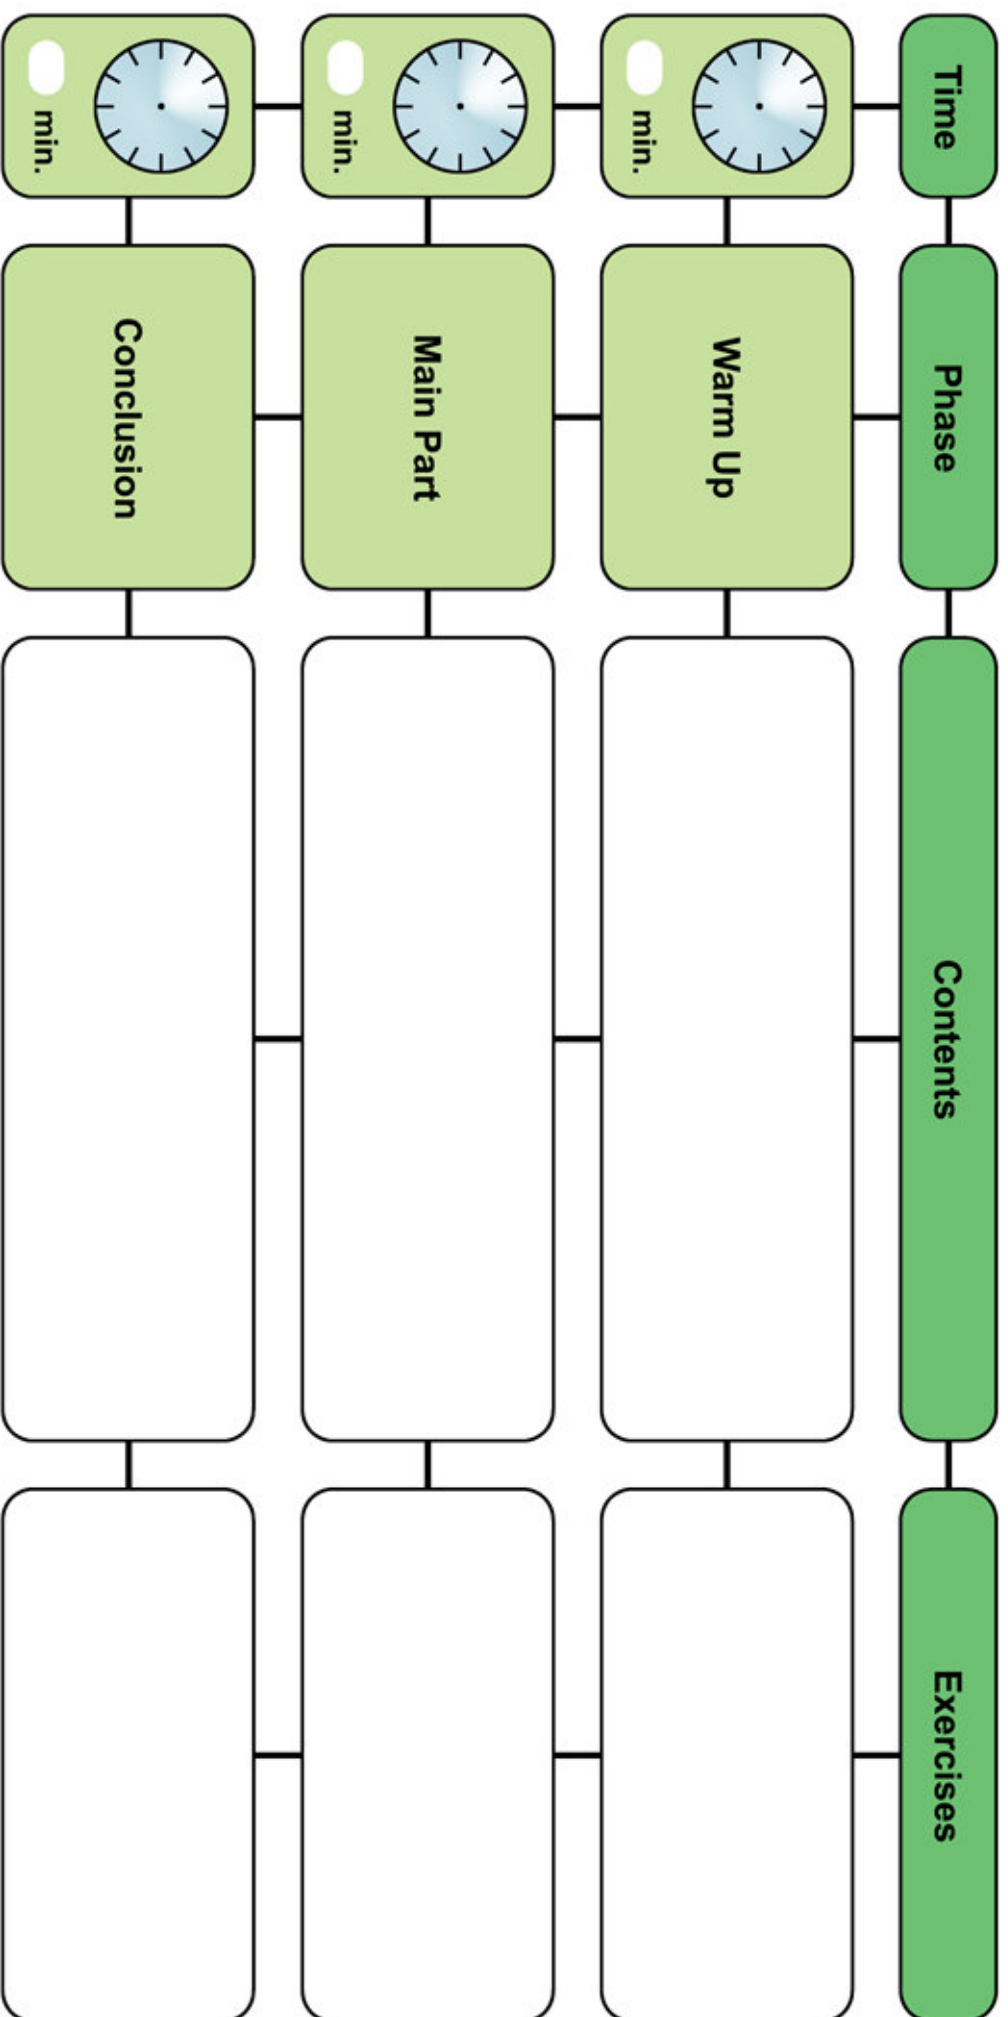 Time
Phase
Contents
Exercises
min.
Warm Up
min.
Main Part
min.
Conclusion